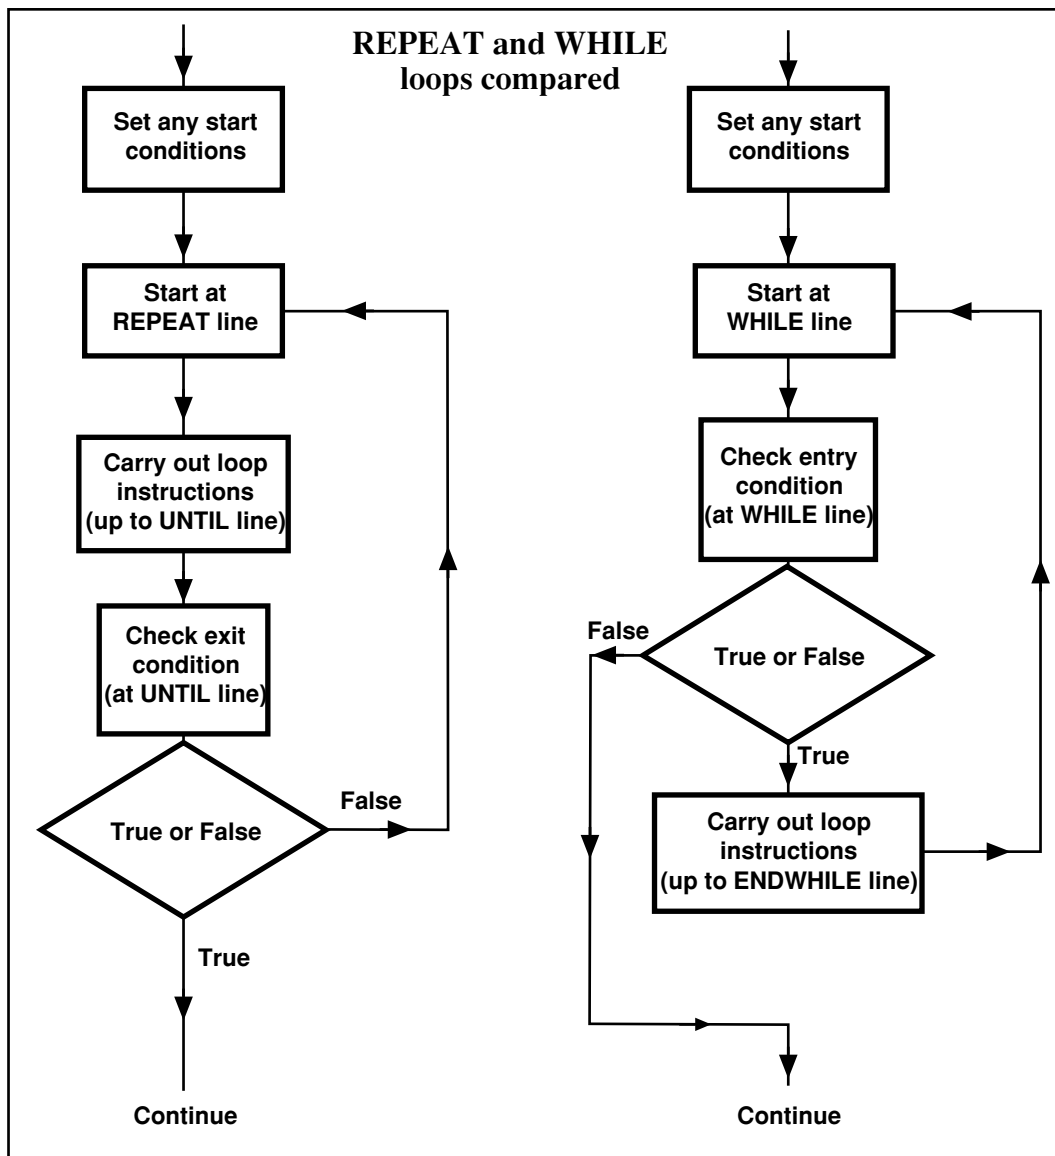 REPEAT and WHILE
loops compared
Set any start
conditions
Start at
REPEAT line
Carry out loop
instructions
(up to UNTIL line)
Check exit
condition
(at UNTIL line)
True or False
False
True
Continue
Set any start
conditions
Start at
WHILE line
Check entry
condition
(at WHILE line)
False
True or False
True
Carry out loop
instructions
(up to ENDWHILE line)
Continue